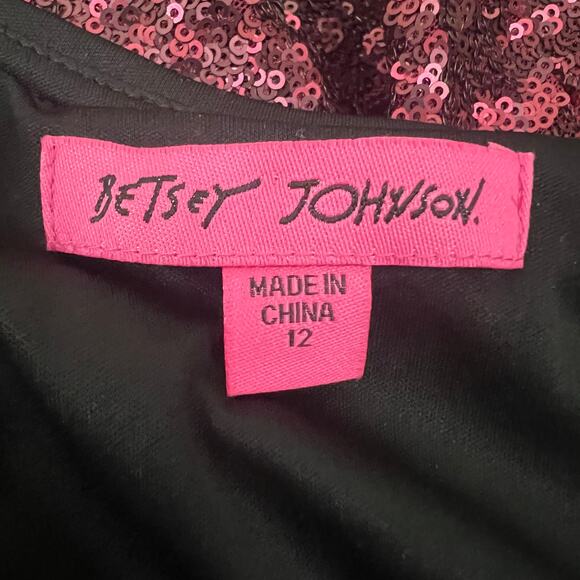 BETSEY JOHNSON.
MADE IN
CHINA
12